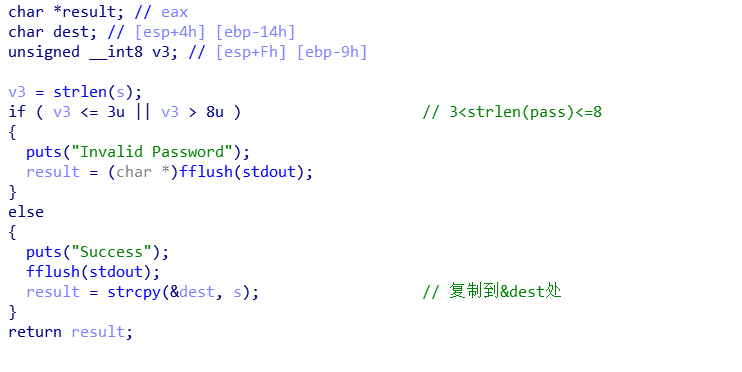 char *result; // eax
char dest; // [esp+4h] [ebp-14h]
unsigned __int8 v3; // [esp+Fh] [ebp-9h]
v3 = strlen(s);
if ( v3 <= 3u || v3 > 8u ) // 3<strlen(pass)<=8
{
puts("Invalid Password");
result = (char *)fflush(stdout);
}
else
{
puts("Success");
fflush(stdout);
result = strcpy(&dest, s); // 复制到&dest处
}
return result;